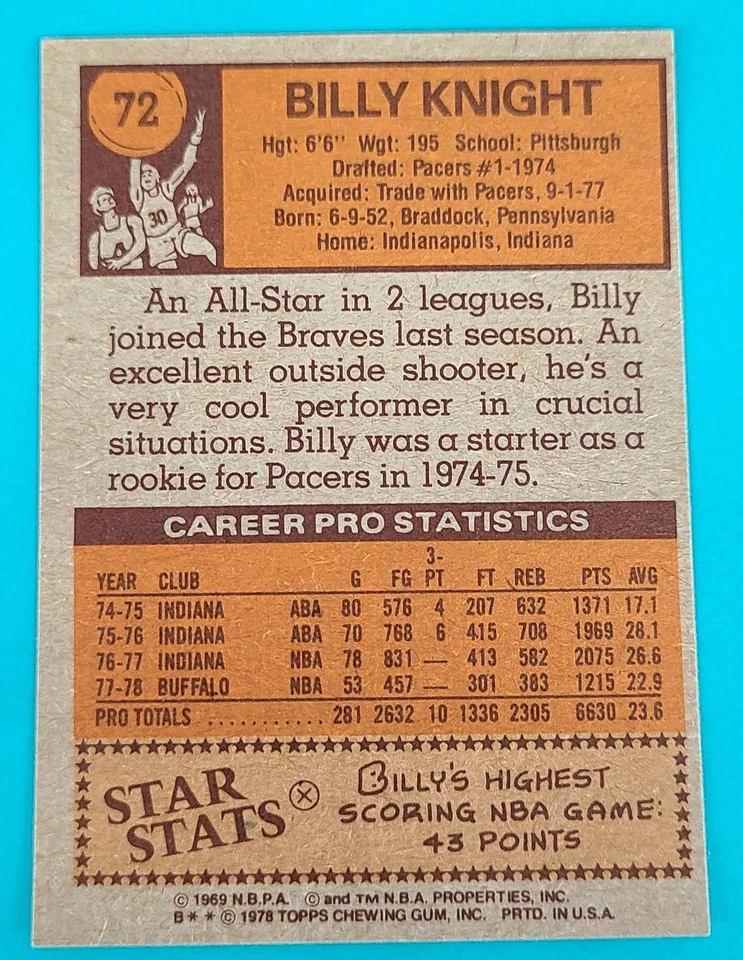 72
30
BILLY KNIGHT
Hgt: 6'6" Wgt: 195 School: Pittsburgh
Drafted: Pacers #1-1974
Acquired: Trade with Pacers, 9-1-77
Born: 6-9-52, Braddock, Pennsylvania
Home: Indianapolis, Indiana
An All-Star in 2 leagues, Billy
joined the Braves last season. An
excellent outside shooter, he's a
very cool performer in crucial
situations. Billy was a starter as a
rookie for Pacers in 1974-75.
CAREER PRO STATISTICS
YEAR CLUB G FG 3-PT FT REB PTS AVG
74-75 INDIANA ABA 80 576 4 207 632 1371 17.1
75-76 INDIANA ABA 70 768 6 415 708 1969 28.1
76-77 INDIANA NBA 78 831 — 413 582 2075 26.6
77-78 BUFFALO NBA 53 457 — 301 383 1215 22.9
PRO TOTALS ........... 281 2632 10 1336 2305 6630 23.6
STAR
STATS
BILLY'S HIGHEST
SCORING NBA GAME:
43 POINTS
© 1969 N.B.P.A. © and TM N.B.A. PROPERTIES, INC.
B** © 1978 TOPPS CHEWING GUM, INC. PRTD. IN U.S.A.